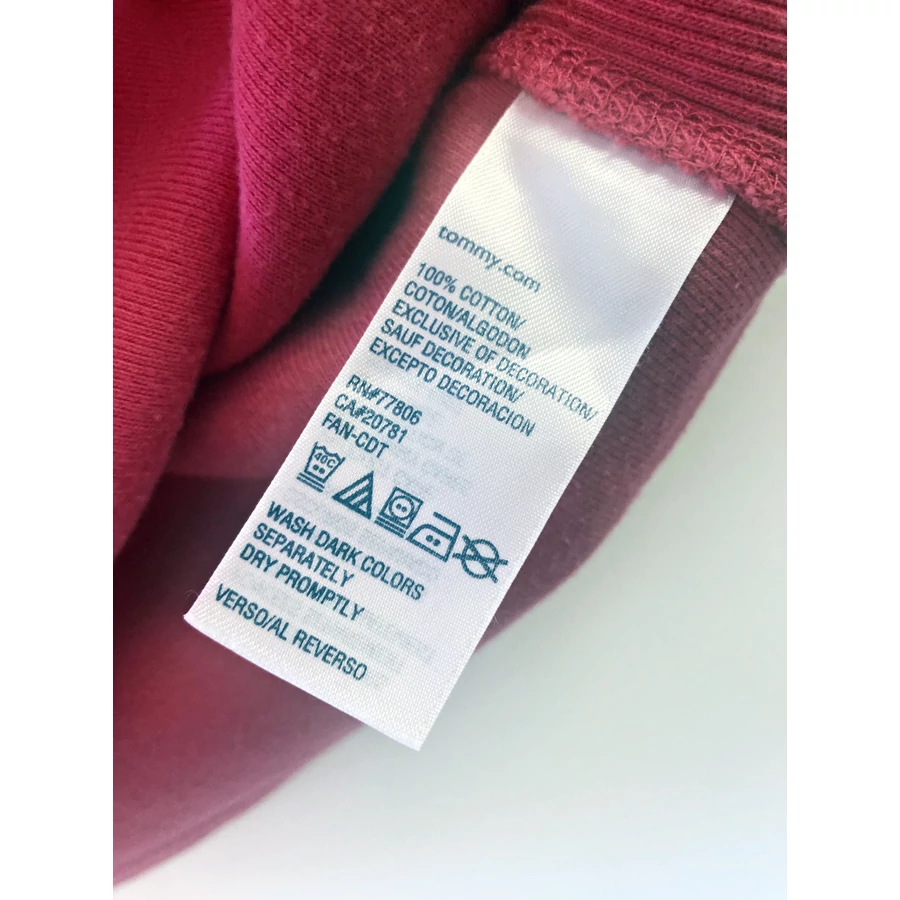 tommy.com
100% COTTON/
COTON/ALGODON
EXCLUSIVE OF DECORATION/
SAUF DECORATION/
EXCEPTO DECORACION
RN#77806
CA#20781
FAN-CDT
40C
WASH DARK COLORS
SEPARATELY
DRY PROMPTLY
VERSO/AL REVERSO